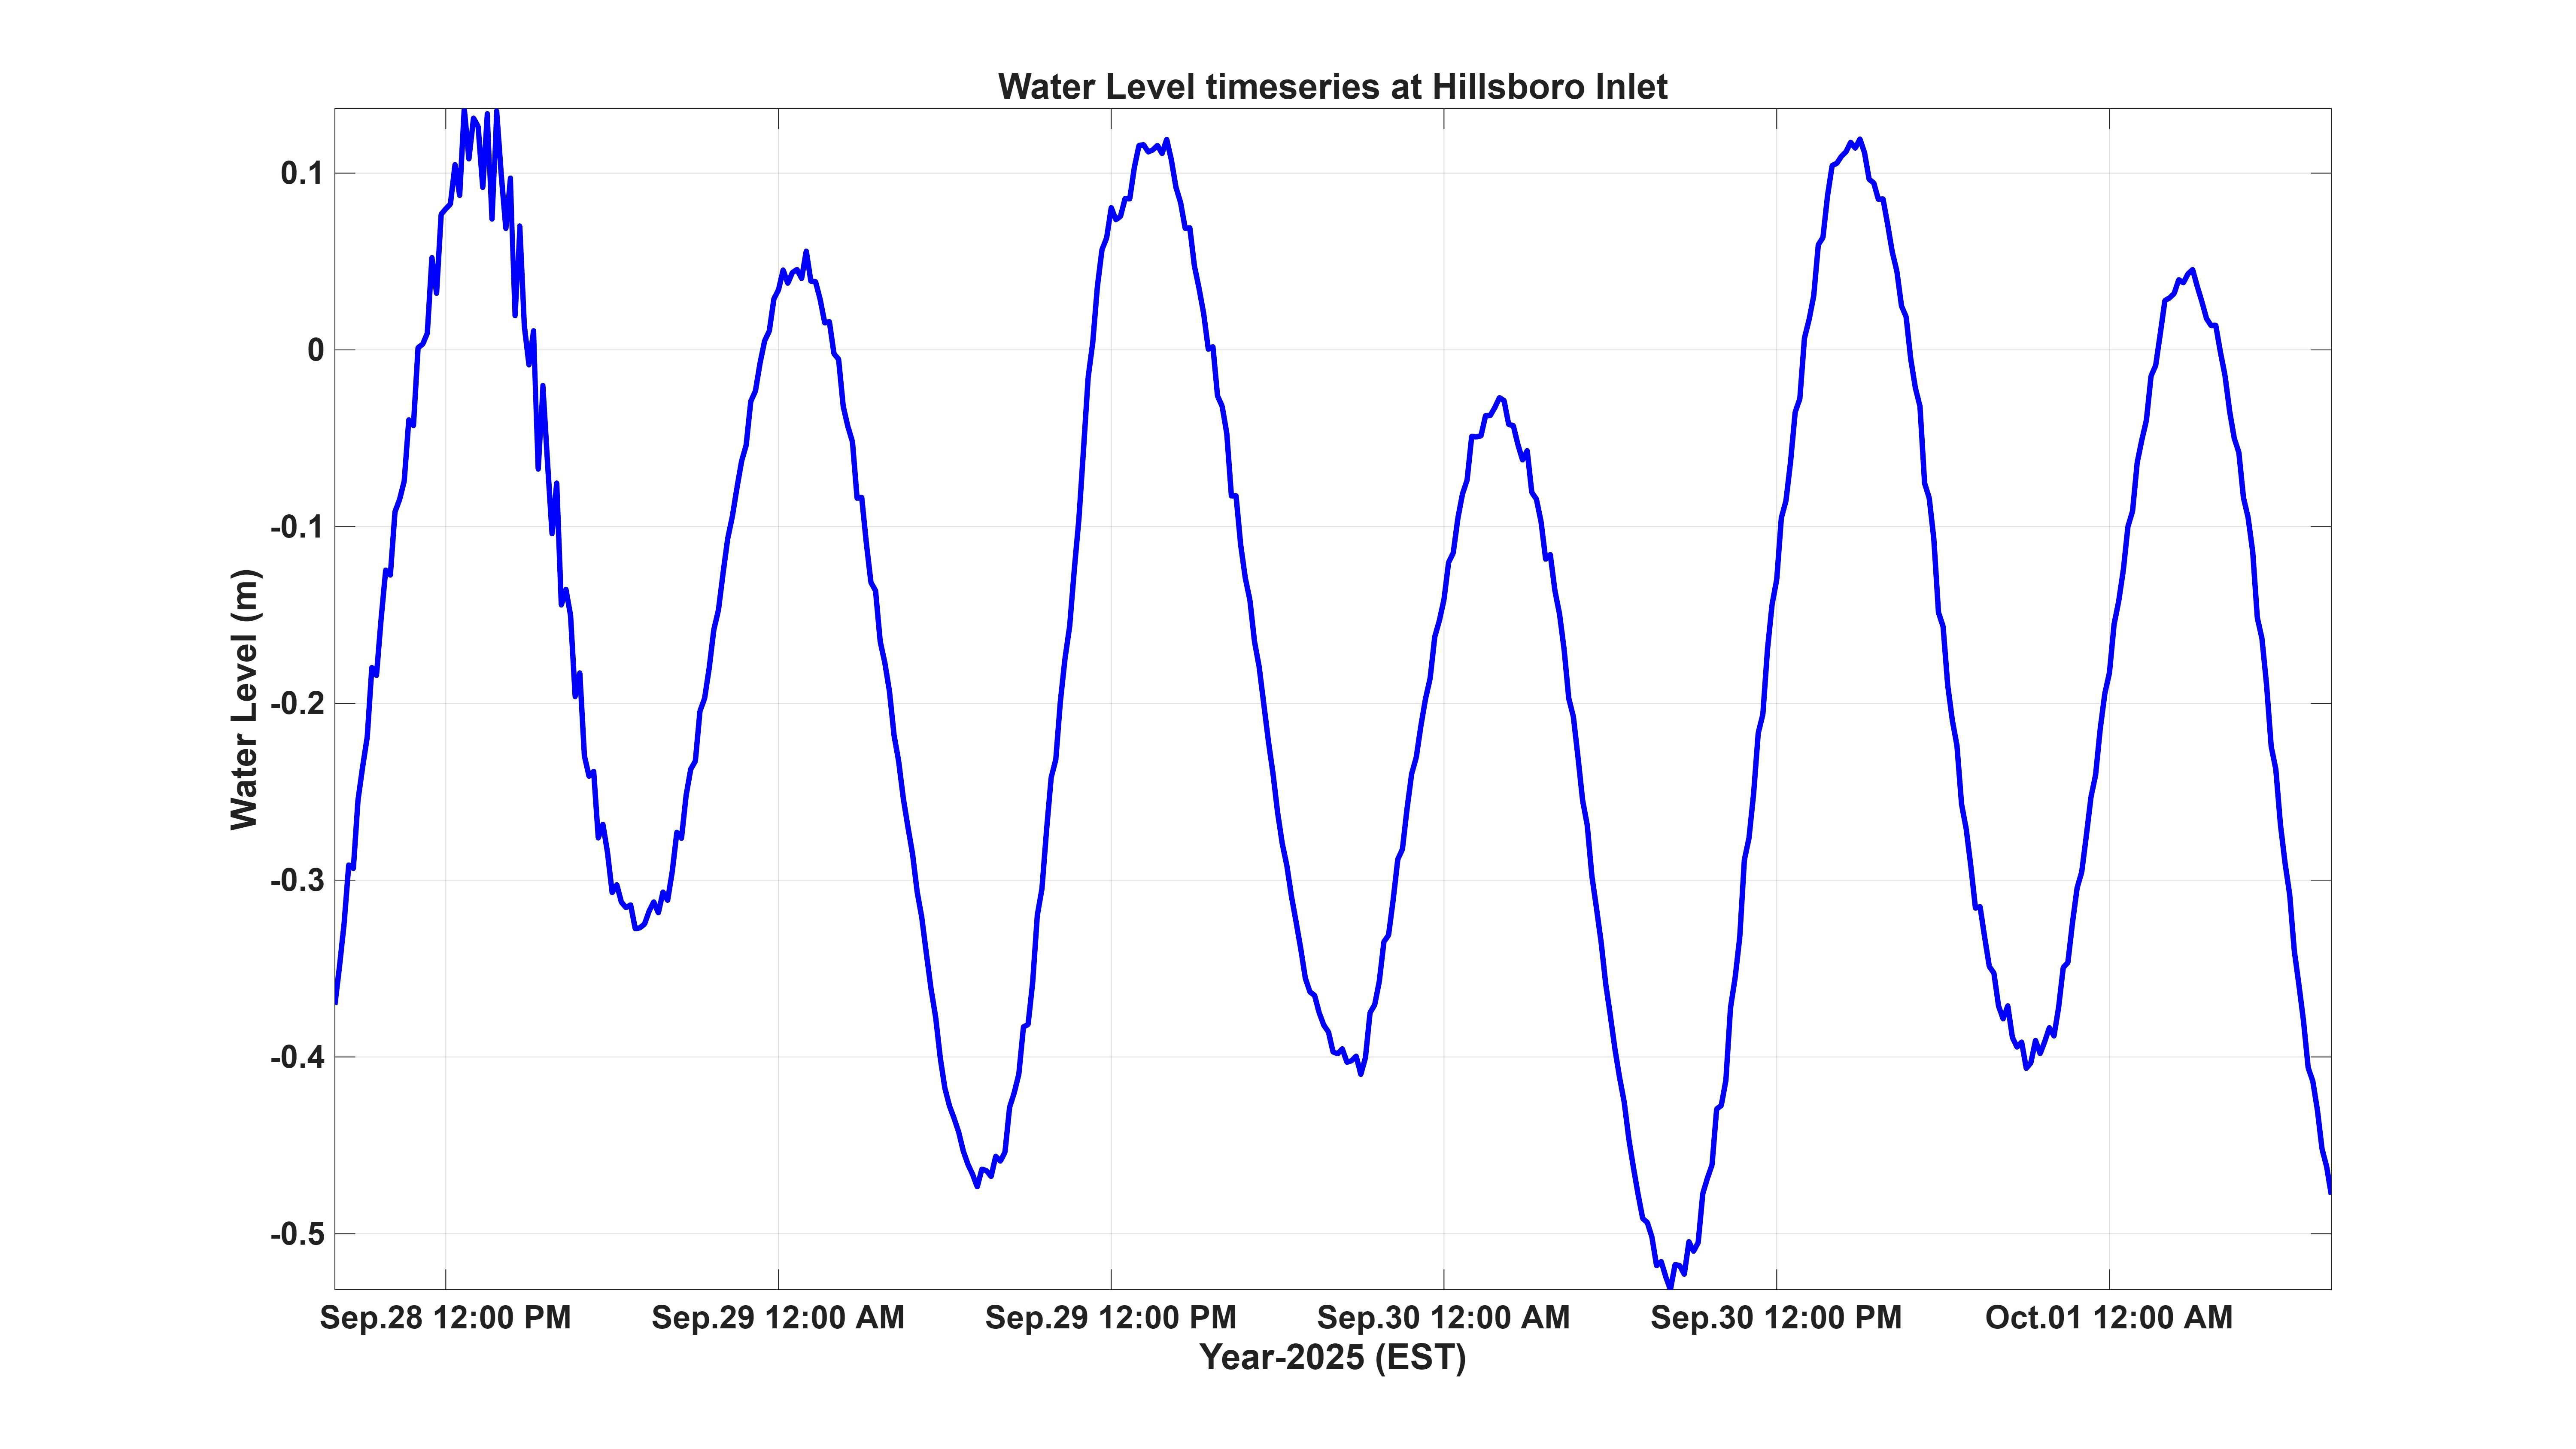 Water Level timeseries at Hillsboro Inlet
0.1
0
-0.1
-0.2
-0.3
-0.4
-0.5
Water Level (m)
Sep.28 12:00 PM
Sep.29 12:00 AM
Sep.29 12:00 PM
Sep.30 12:00 AM
Sep.30 12:00 PM
Oct.01 12:00 AM
Year-2025 (EST)